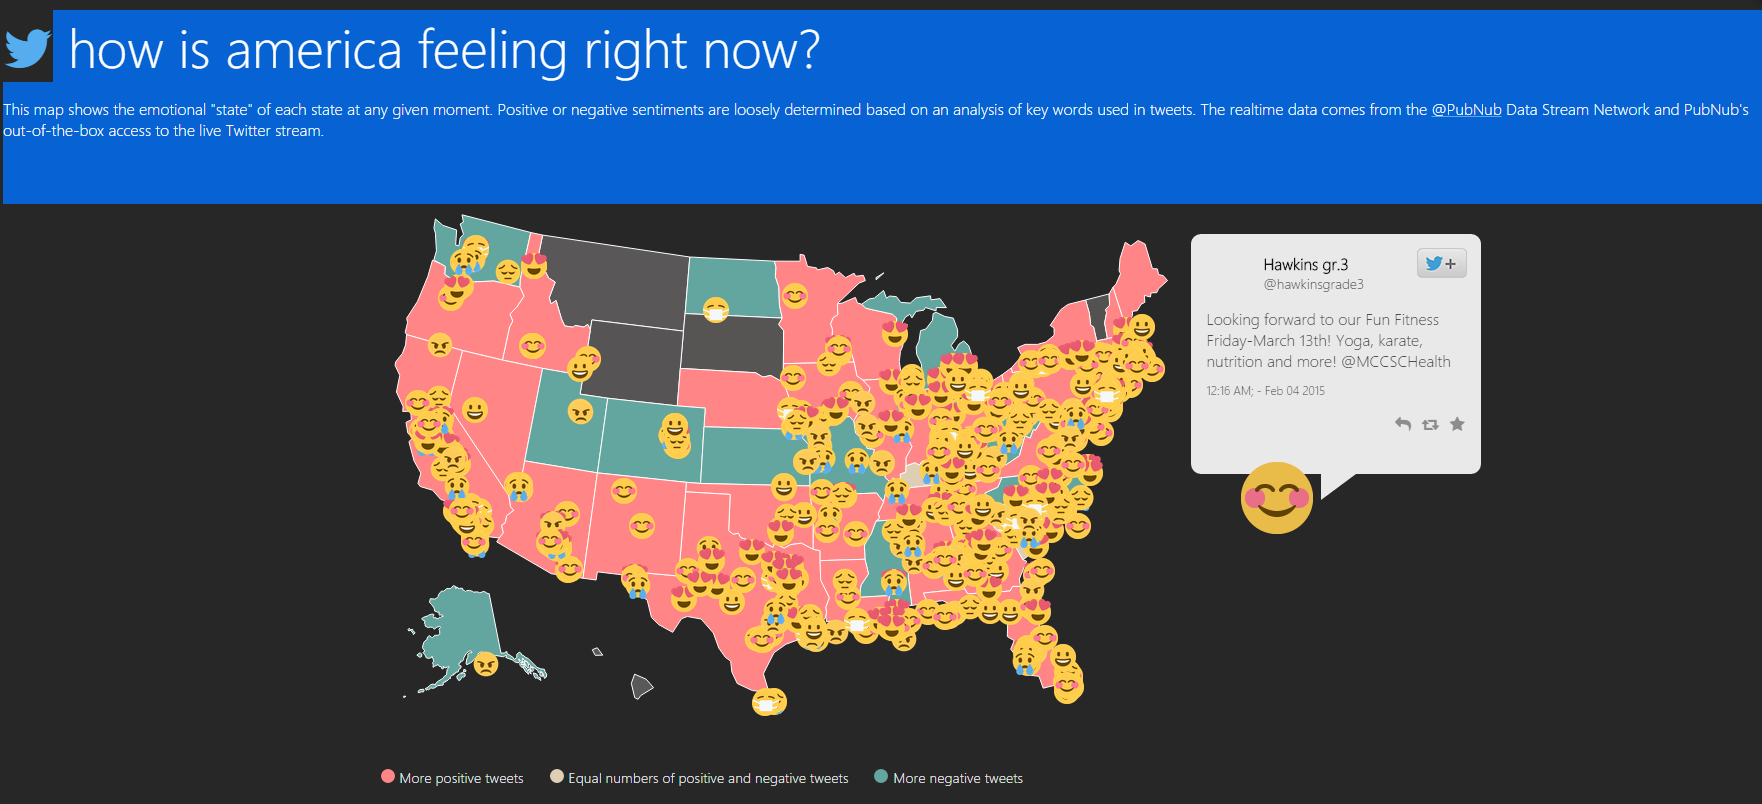 how is america feeling right now?
This map shows the emotional "state" of each state at any given moment. Positive or negative sentiments are loosely determined based on an analysis of key words used in tweets. The realtime data comes from the @PubNub Data Stream Network and PubNub's
out-of-the-box access to the live Twitter stream.
Hawkins gr.3
@hawkinsgrade3
Looking forward to our Fun Fitness
Friday-March 13th! Yoga, karate,
nutrition and more! @MCCSCHealth
12:16 AM; - Feb 04 2015
More positive tweets
Equal numbers of positive and negative tweets
More negative tweets